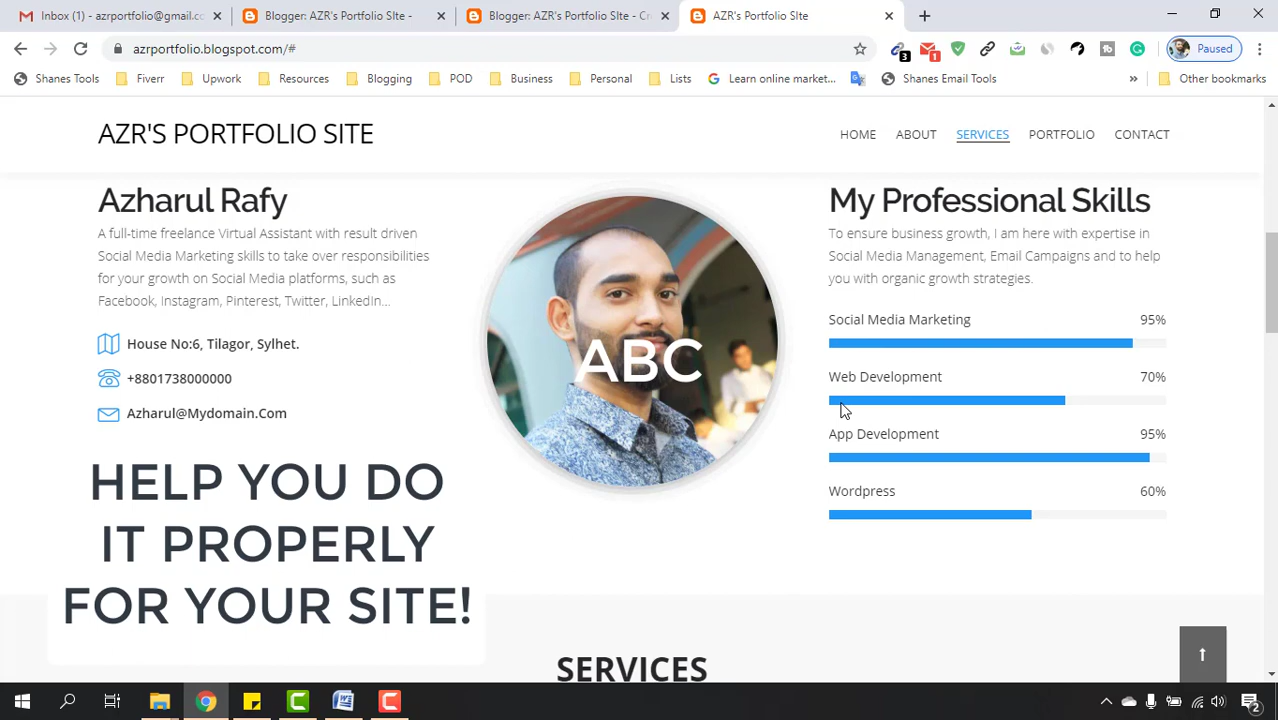 Inbox (1) - azrportfolio@gmail.c
Blogger: AZR's Portfolio SIte -
Blogger: AZR's Portfolio SIte - Cr
AZR's Portfolio SIte
azrportfolio.blogspot.com/#
3
1
Paused
Shanes Tools
Fiverr
Upwork
Resources
Blogging
POD
Business
Personal
Lists
Learn online market...
Shanes Email Tools
»
Other bookmarks
AZR'S PORTFOLIO SITE
HOME
ABOUT
SERVICES
PORTFOLIO
CONTACT
Azharul Rafy
A full-time freelance Virtual Assistant with result driven
Social Media Marketing skills to take over responsibilities
for your growth on Social Media platforms, such as
Facebook, Instagram, Pinterest, Twitter, LinkedIn...
House No:6, Tilagor, Sylhet.
+8801738000000
Azharul@Mydomain.Com
HELP YOU DO
IT PROPERLY
FOR YOUR SITE!
ABC
My Professional Skills
To ensure business growth, I am here with expertise in
Social Media Management, Email Campaigns and to help
you with organic growth strategies.
Social Media Marketing 95%
Web Development 70%
App Development 95%
Wordpress 60%
SERVICES
2